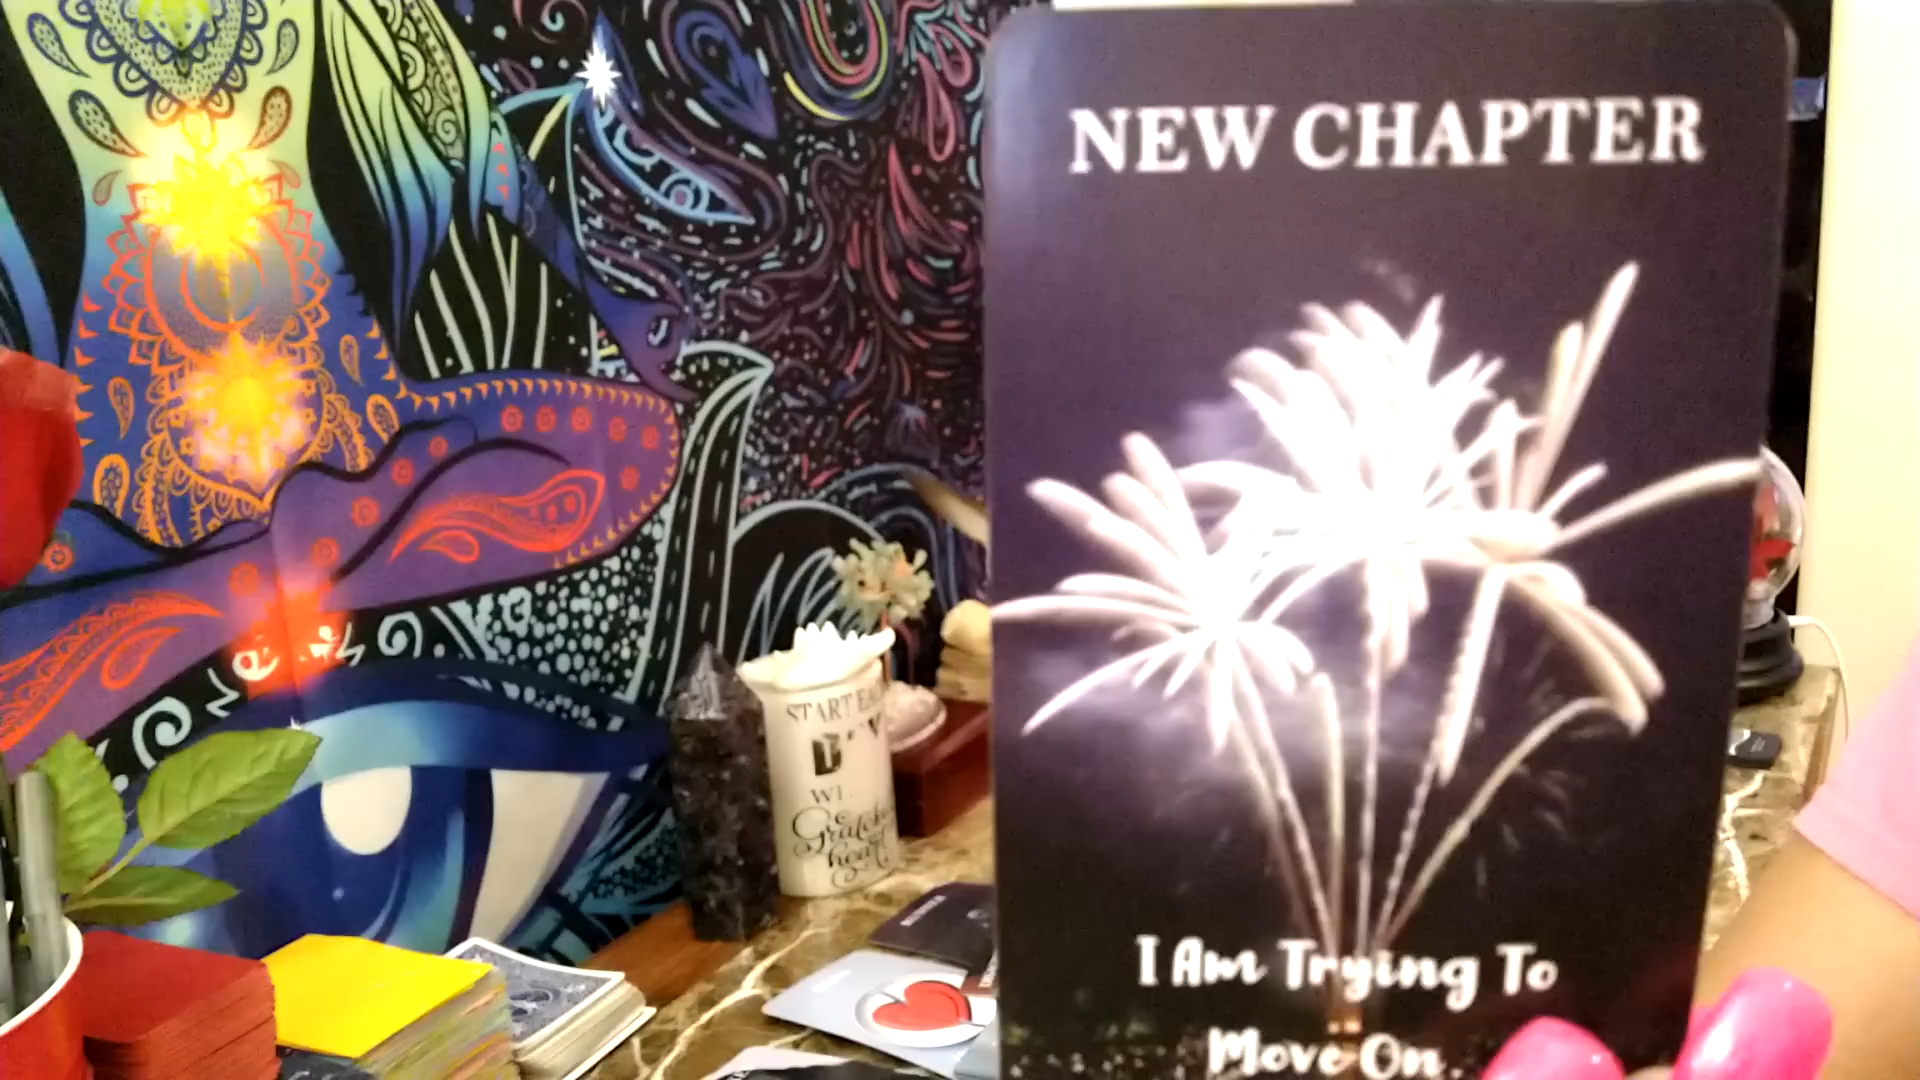 NEW CHAPTER
I Am Trying To
Move On.
START EA
WI
Grateful
heart